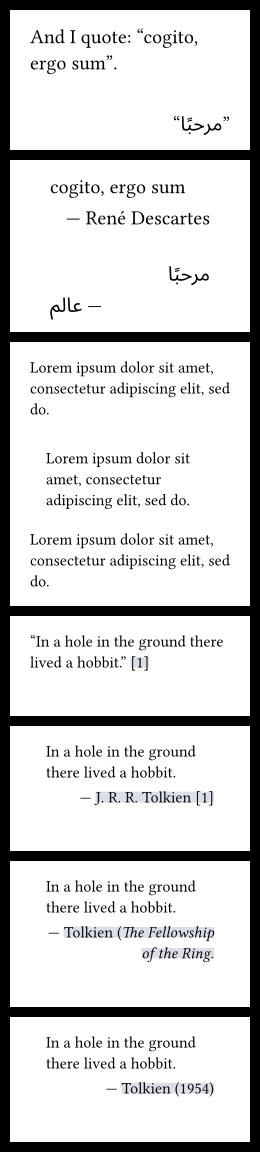 And I quote: “cogito,
ergo sum”.
“مرحبًا”
cogito, ergo sum
— René Descartes
مرحبًا
— عالم
Lorem ipsum dolor sit amet,
consectetur adipiscing elit, sed
do.
Lorem ipsum dolor sit
amet, consectetur
adipiscing elit, sed do.
Lorem ipsum dolor sit amet,
consectetur adipiscing elit, sed
do.
“In a hole in the ground there
lived a hobbit.” [1]
In a hole in the ground
there lived a hobbit.
— J. R. R. Tolkien [1]
In a hole in the ground
there lived a hobbit.
— Tolkien (The Fellowship
of the Ring.
In a hole in the ground
there lived a hobbit.
— Tolkien (1954)